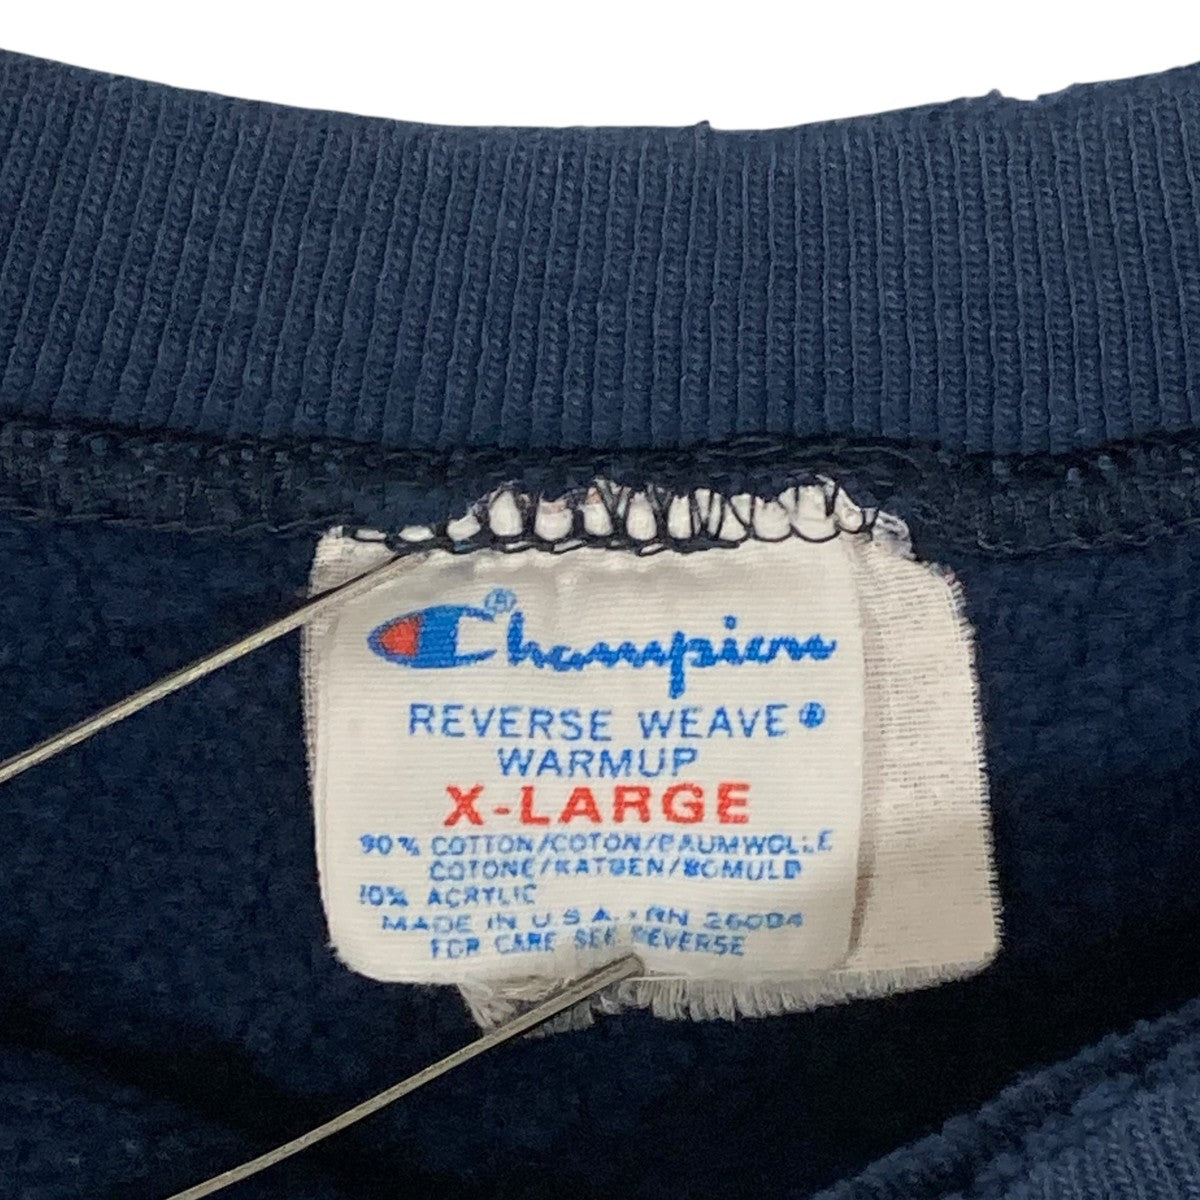 Champion®
REVERSE WEAVE®
WARMUP
X-LARGE
90% COTTON/COTON/BAUMWOLLE
COTONE/KATOEN/BOMULD
10% ACRYLIC
MADE IN U.S.A. · RN 26094
FOR CARE SEE REVERSE